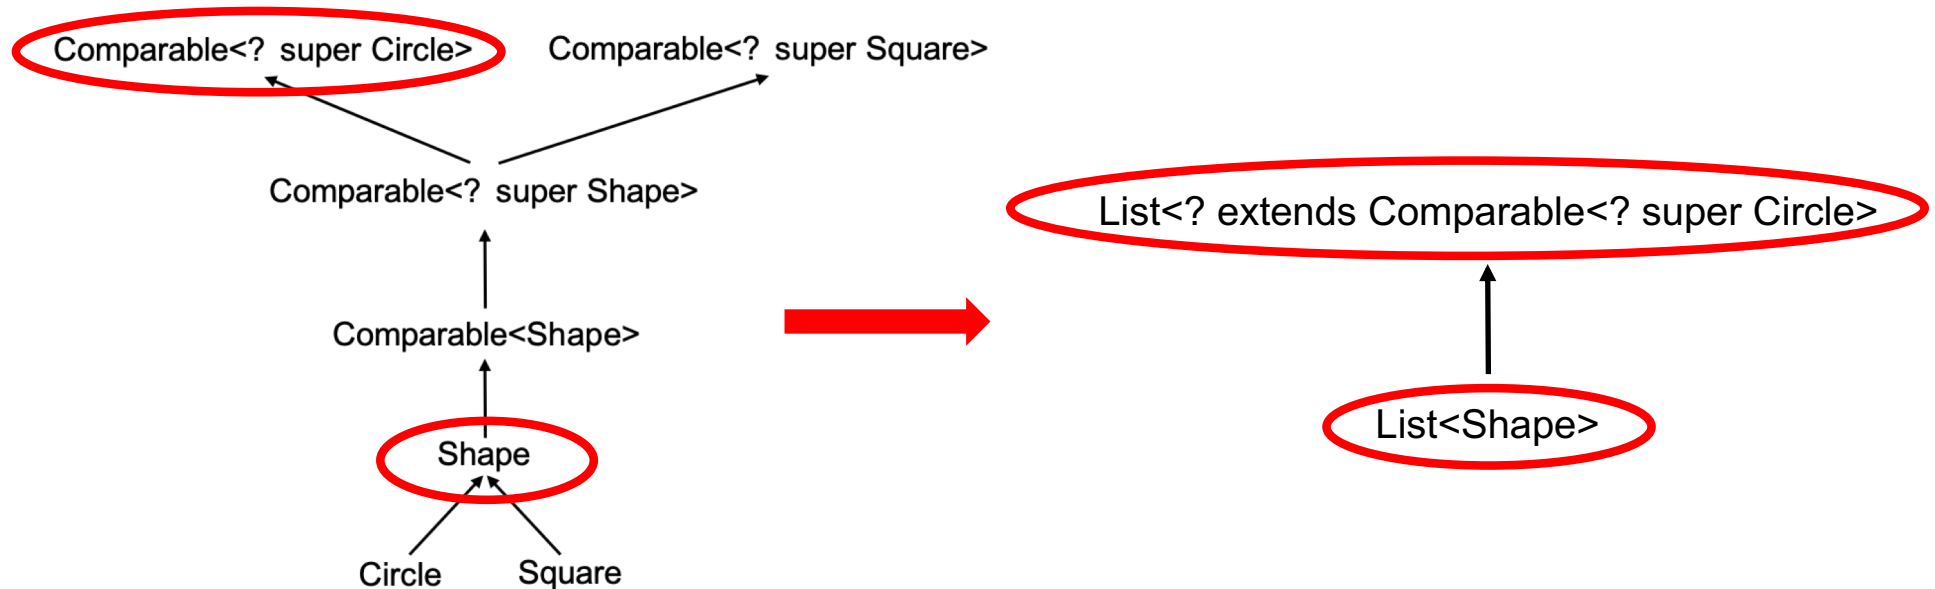 Comparable<? super Circle>
Comparable<? super Square>
Comparable<? super Shape>
Comparable<Shape>
Shape
Circle
Square
List<? extends Comparable<? super Circle>
List<Shape>